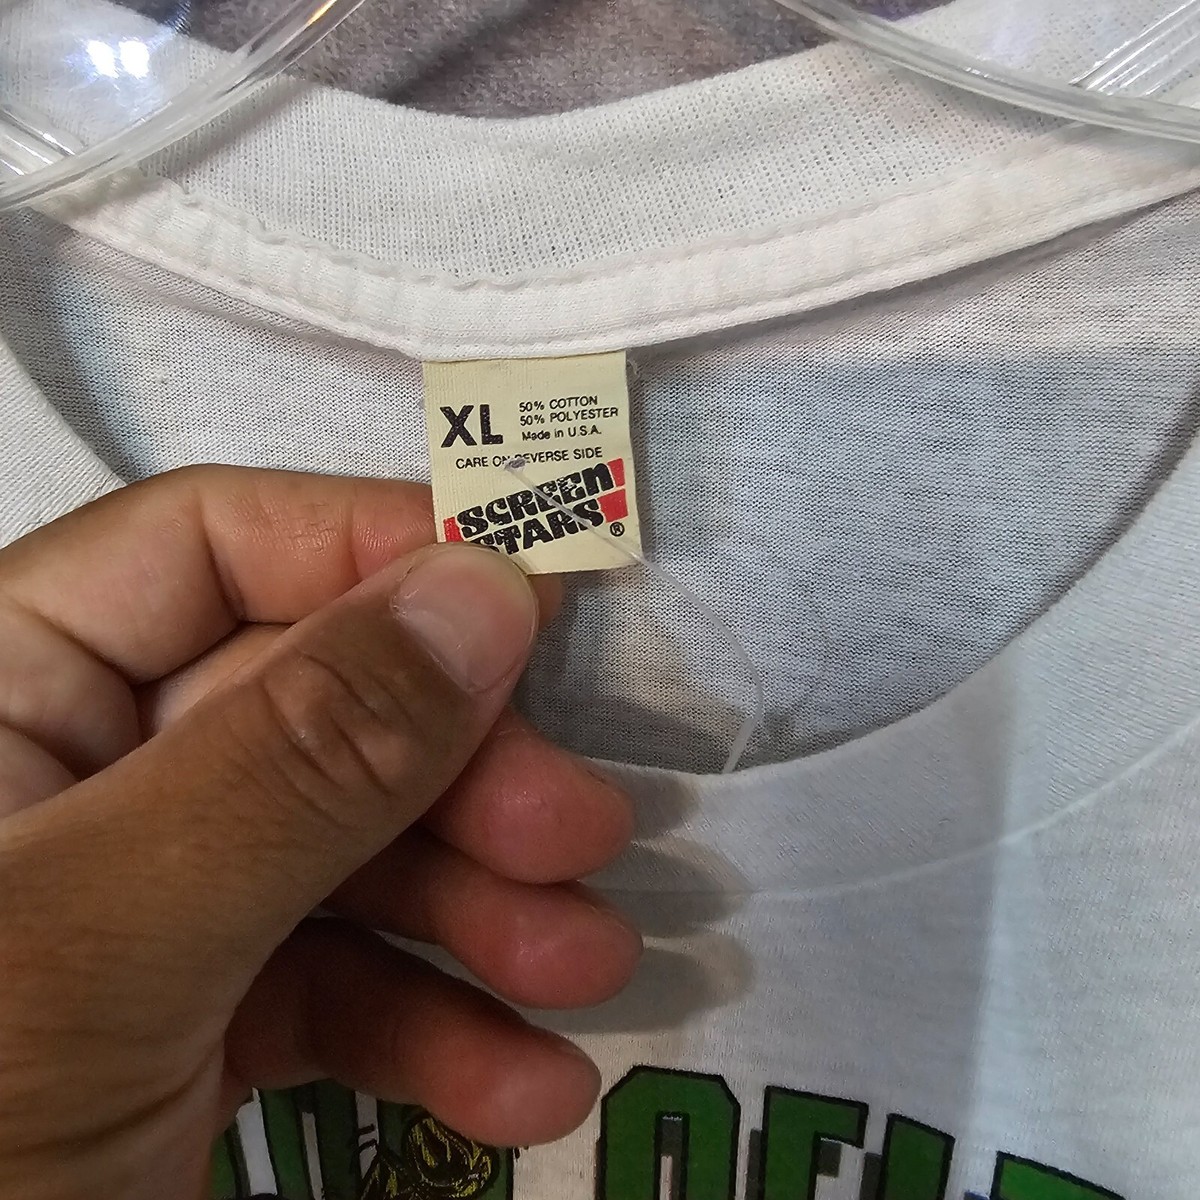 XL
50% COTTON
50% POLYESTER
Made in U.S.A.
CARE ON REVERSE SIDE
SCREEN
STARS ®